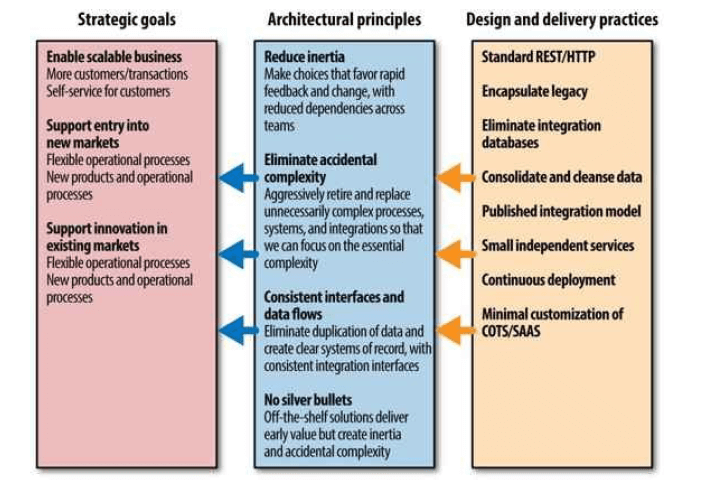 Strategic goals
Enable scalable business
More customers/transactions
Self-service for customers
Support entry into
new markets
Flexible operational processes
New products and operational
processes
Support innovation in
existing markets
Flexible operational processes
New products and operational
processes
Architectural principles
Reduce inertia
Make choices that favor rapid
feedback and change, with
reduced dependencies across
teams
Eliminate accidental
complexity
Aggressively retire and replace
unnecessarily complex processes,
systems, and integrations so that
we can focus on the essential
complexity
Consistent interfaces and
data flows
Eliminate duplication of data and
create clear systems of record, with
consistent integration interfaces
No silver bullets
Off-the-shelf solutions deliver
early value but create inertia
and accidental complexity
Design and delivery practices
Standard REST/HTTP
Encapsulate legacy
Eliminate integration
databases
Consolidate and cleanse data
Published integration model
Small independent services
Continuous deployment
Minimal customization of
COTS/SAAS